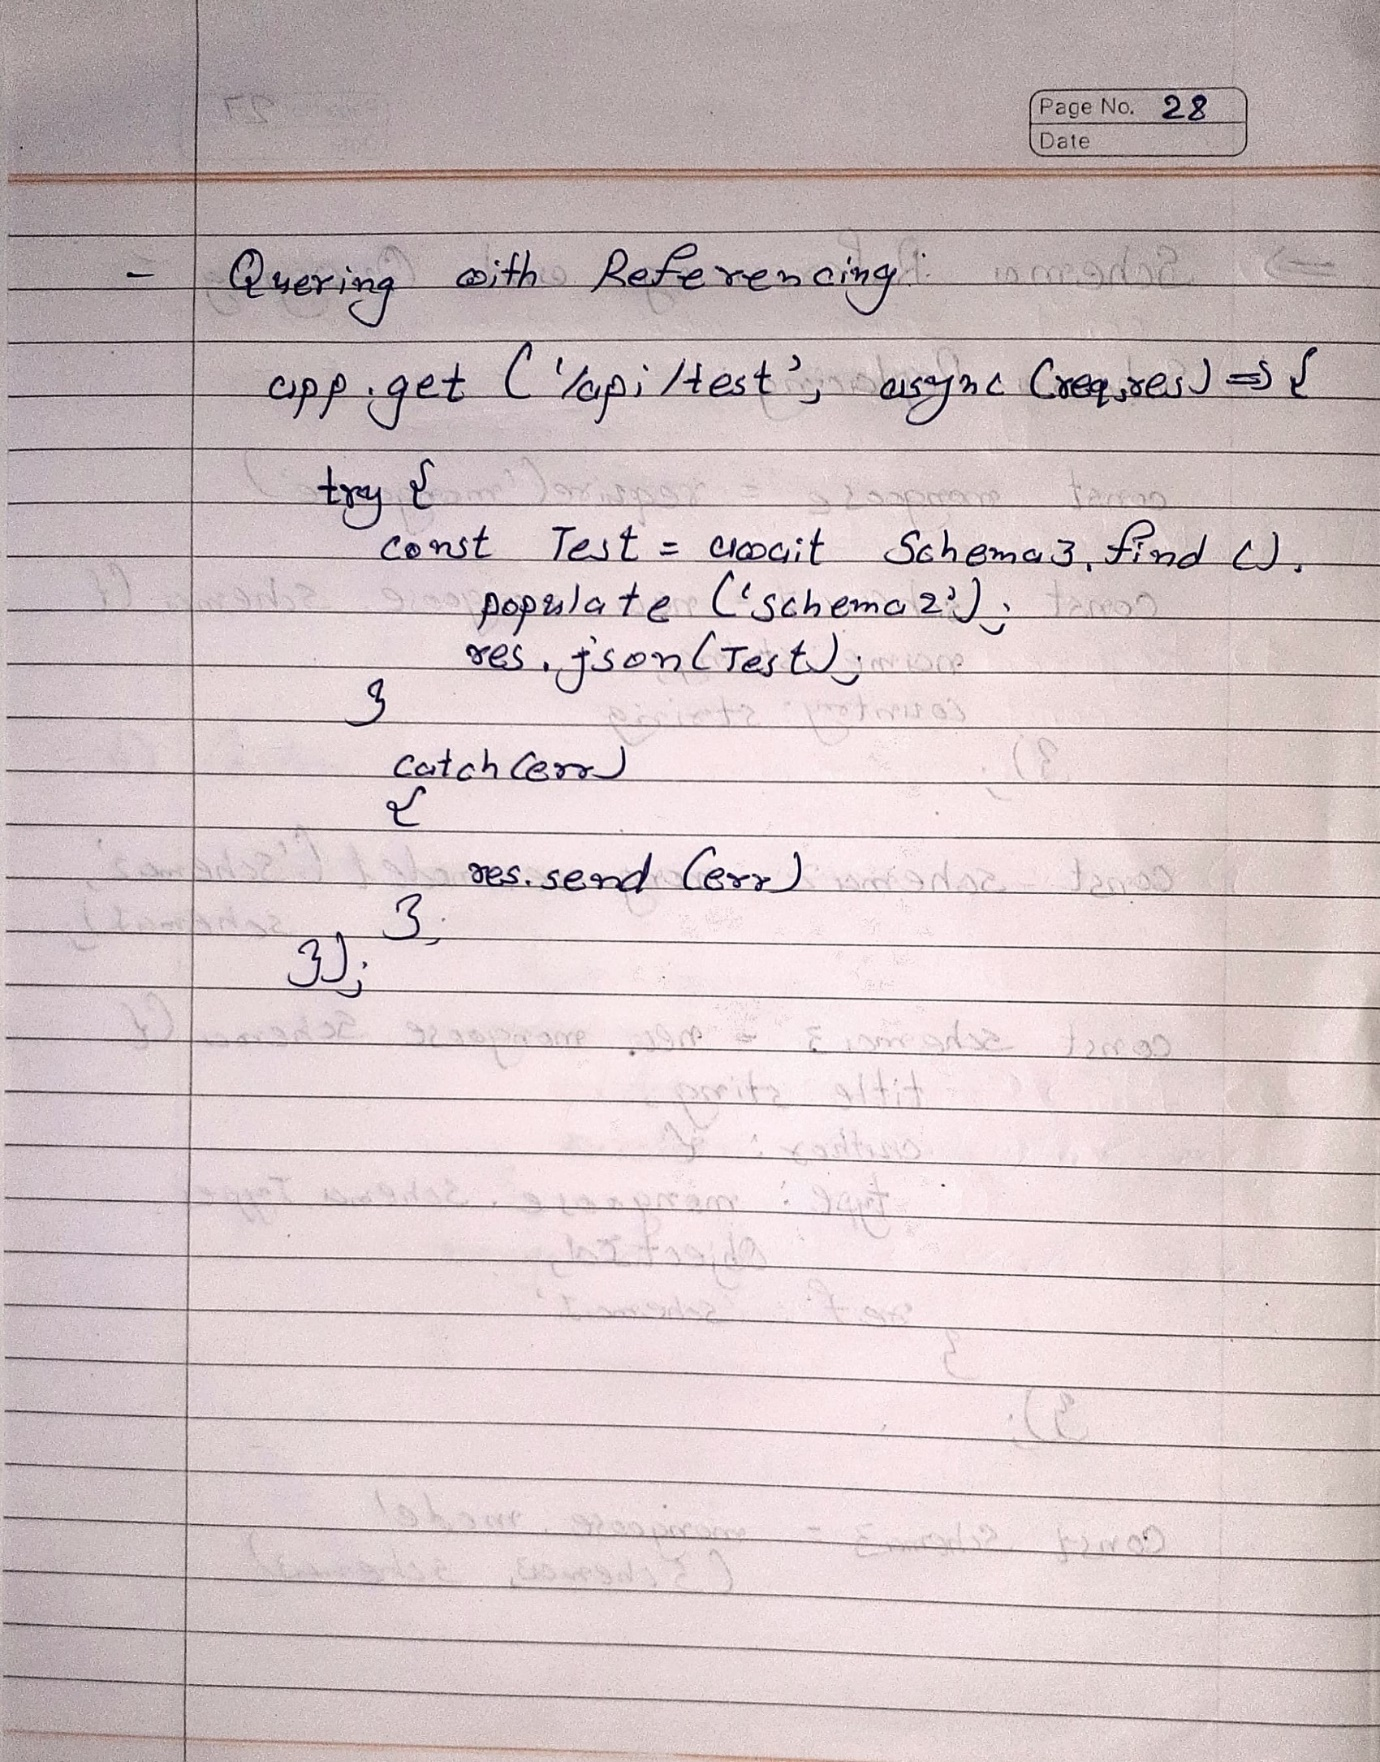 Page No. 28
Date
- Quering with Referencing:
app.get ('/api/test', async (req,res) => {
try {
const Test = await Schema3.find ().
populate ('schema2');
res.json(Test);
}
catch(err)
{
res.send (err)
};
});